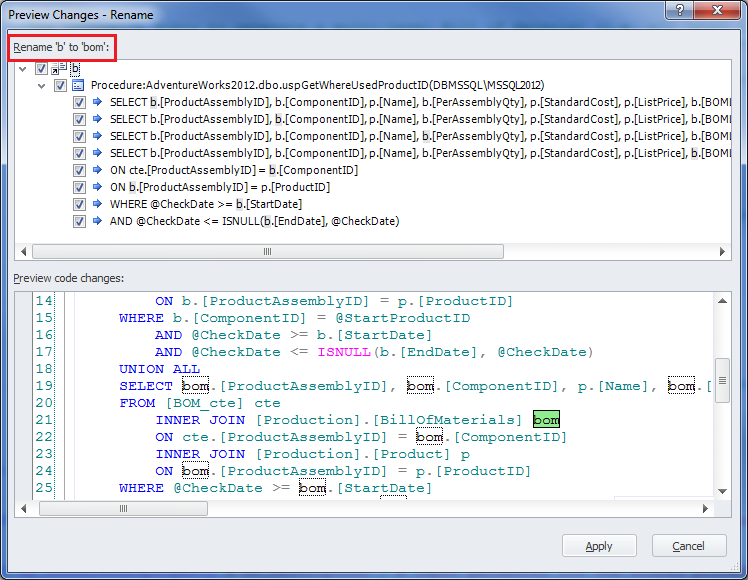 Preview Changes - Rename
Rename 'b' to 'bom':
b
Procedure:AdventureWorks2012.dbo.uspGetWhereUsedProductID(DBMSSQL\MSSQL2012)
SELECT b.[ProductAssemblyID], b.[ComponentID], p.[Name], b.[PerAssemblyQty], p.[StandardCost], p.[ListPrice], b.[BOML
SELECT b.[ProductAssemblyID], b.[ComponentID], p.[Name], b.[PerAssemblyQty], p.[StandardCost], p.[ListPrice], b.[BOML
SELECT b.[ProductAssemblyID], b.[ComponentID], p.[Name], b.[PerAssemblyQty], p.[StandardCost], p.[ListPrice], b.[BOML
SELECT b.[ProductAssemblyID], b.[ComponentID], p.[Name], b.[PerAssemblyQty], p.[StandardCost], p.[ListPrice], b.[BOML
ON cte.[ProductAssemblyID] = b.[ComponentID]
ON b.[ProductAssemblyID] = p.[ProductID]
WHERE @CheckDate >= b.[StartDate]
AND @CheckDate <= ISNULL(b.[EndDate], @CheckDate)
Preview code changes:
14 ON b.[ProductAssemblyID] = p.[ProductID]
15 WHERE b.[ComponentID] = @StartProductID
16 AND @CheckDate >= b.[StartDate]
17 AND @CheckDate <= ISNULL(b.[EndDate], @CheckDate)
18 UNION ALL
19 SELECT bom.[ProductAssemblyID], bom.[ComponentID], p.[Name], bom.[
20 FROM [BOM_cte] cte
21 INNER JOIN [Production].[BillOfMaterials] bom
22 ON cte.[ProductAssemblyID] = bom.[ComponentID]
23 INNER JOIN [Production].[Product] p
24 ON bom.[ProductAssemblyID] = p.[ProductID]
25 WHERE @CheckDate >= bom.[StartDate]
Apply Cancel